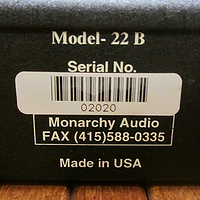 Model- 22 B
Serial No.
02020
Monarchy Audio
FAX (415)588-0335
Made in USA